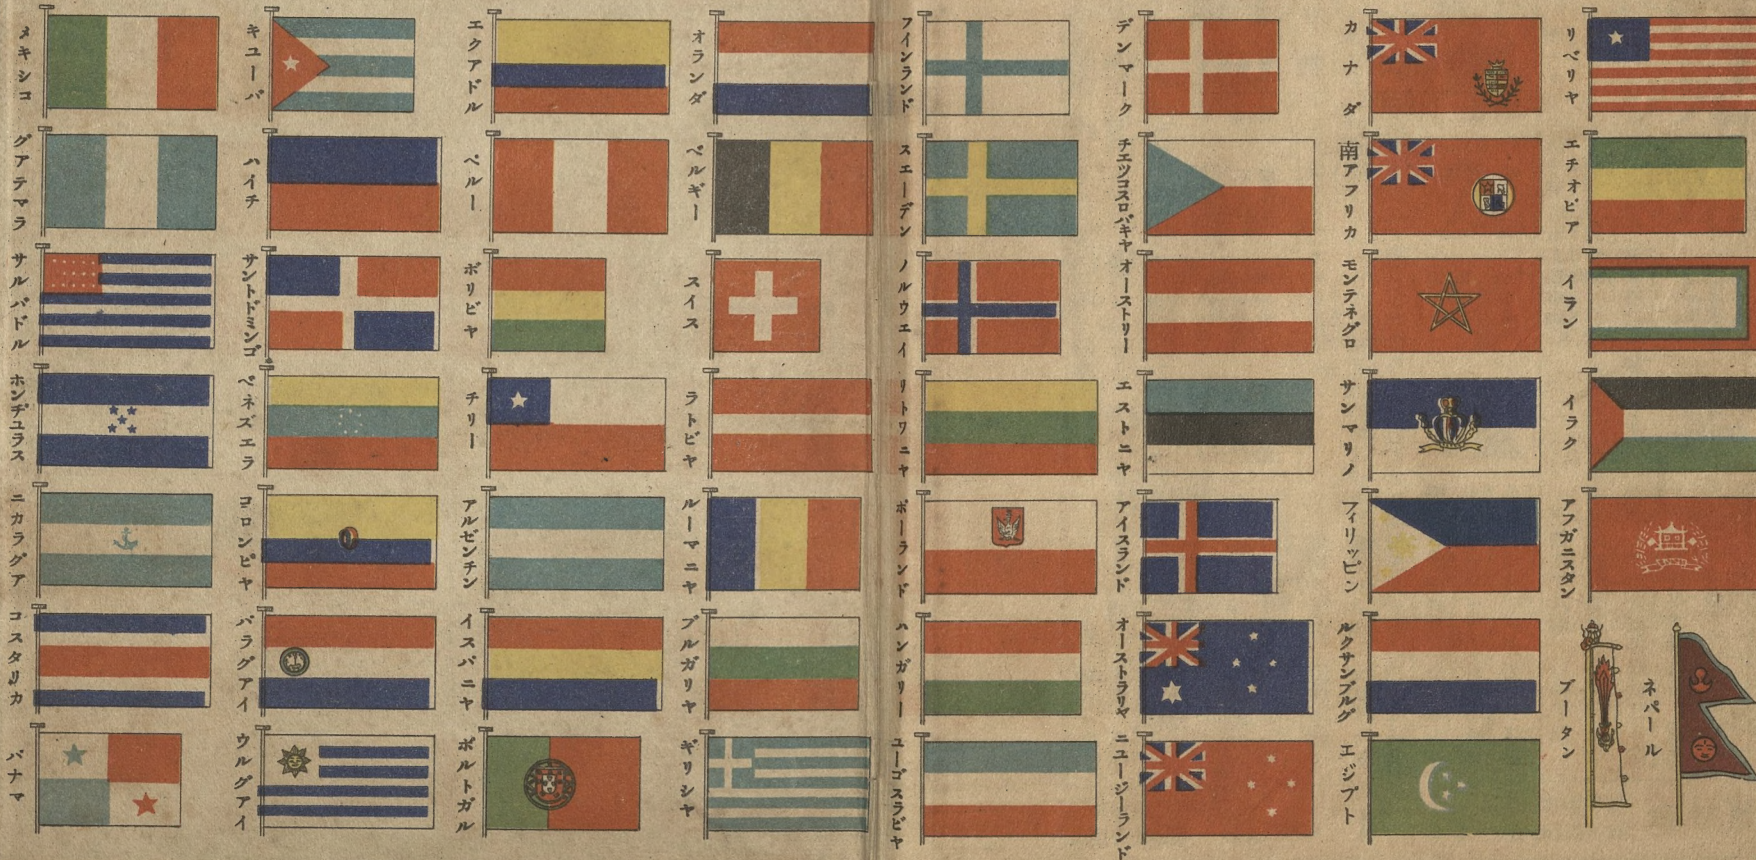 メキシコ
キユーバ
エクアドル
オランダ
フインランド
デンマーク
カナダ
リベリヤ
グアテマラ
ハイチ
ペルー
ベルギー
スエーデン
チエツコスロバキヤ
南アフリカ
エチオピア
サルバドル
サントドミンゴ
ボリビヤ
スイス
ノルウエイ
オーストリー
モンテネグロ
イラン
ホンヂユラス
ベネズエラ
チリー
ラトビヤ
リトワニヤ
エストニヤ
サンマリノ
イラク
ニカラグア
コロンビヤ
アルゼンチン
ルーマニヤ
ポーランド
アイスランド
フィリッピン
アフガニスタン
コスタリカ
パラグアイ
イスパニヤ
ブルガリヤ
ハンガリー
オーストラリヤ
ルクサンブルグ
ブータン
ネパール
パナマ
ウルグアイ
ポルトガル
ギリシヤ
ユーゴスラビヤ
ニュージーランド
エジプト